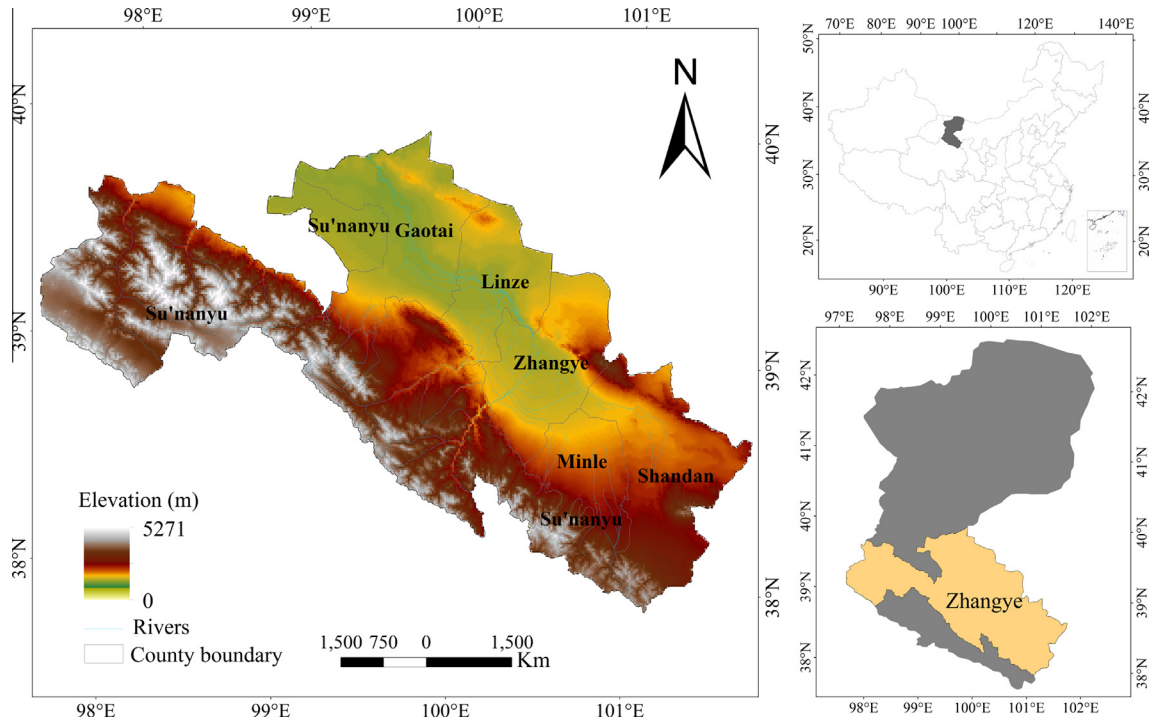 98°E 99°E 100°E 101°E
40°N
39°N
38°N
40°N
39°N
38°N
N
Su'nanyu
Gaotai
Linze
Su'nanyu
Zhangye
Minle
Shandan
Su'nanyu
Elevation (m)
5271
0
Rivers
County boundary
1,500 750 0 1,500
Km
98°E 99°E 100°E 101°E
70°E 80°E 90°E 100°E 120°E 140°E
50°N
40°N
30°N
20°N
50°N
40°N
30°N
20°N
90°E 100°E 110°E 120°E
97°E 98°E 99°E 100°E 101°E 102°E
42°N
41°N
40°N
39°N
38°N
42°N
41°N
40°N
39°N
38°N
Zhangye
98°E 99°E 100°E 101°E 102°E